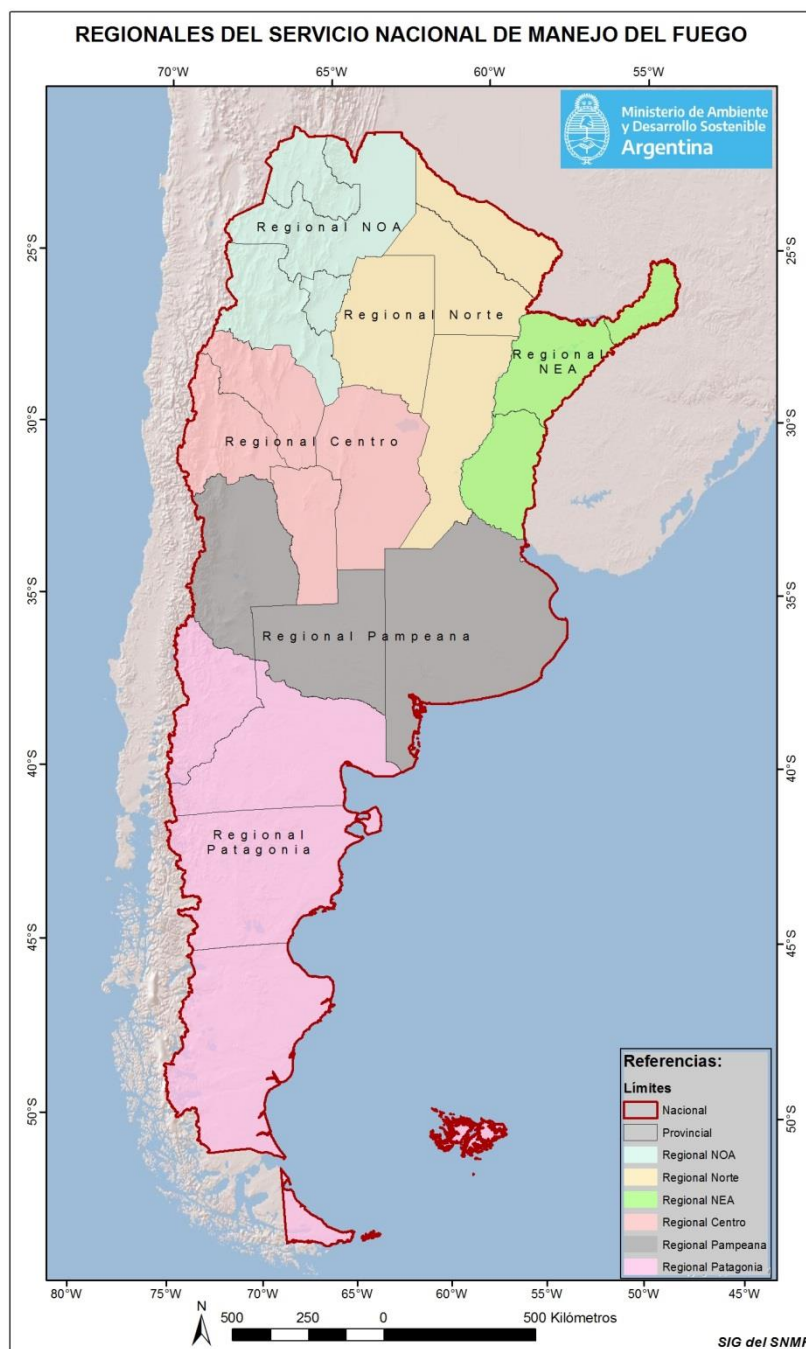 REGIONALES DEL SERVICIO NACIONAL DE MANEJO DEL FUEGO
70°W 65°W 60°W 55°W
Ministerio de Ambiente
y Desarrollo Sostenible
Argentina
Regional NOA
25°S 25°S
Regional Norte
Regional
NEA
30°S 30°S
Regional Centro
35°S 35°S
Regional Pampeana
40°S 40°S
Regional
Patagonia
45°S 45°S
50°S 50°S
Referencias:
Límites
Nacional
Provincial
Regional NOA
Regional Norte
Regional NEA
Regional Centro
Regional Pampeana
Regional Patagonia
80°W 75°W 70°W 65°W 60°W 55°W 50°W 45°W
N
500 250 0 500 Kilómetros
SIG del SNMF